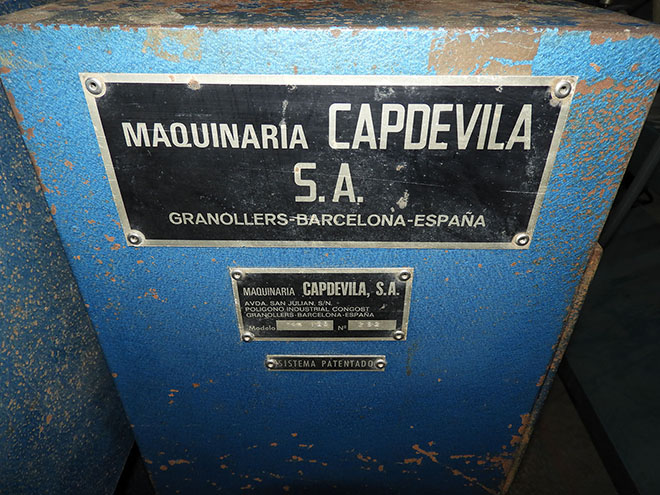 MAQUINARIA CAPDEVILA
S.A.
GRANOLLERS-BARCELONA-ESPAÑA
MAQUINARIA CAPDEVILA, S.A.
AVDA. SAN JULIAN, S/N.
POLIGONO INDUSTRIAL CONGOST
GRANOLLERS-BARCELONA-ESPAÑA
Modelo Nº
SISTEMA PATENTADO